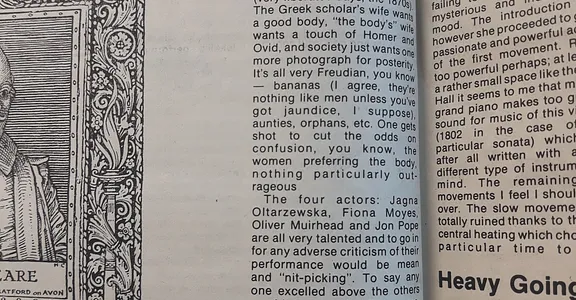 EARE
RATFORD ON AVON
The Greek scholar's wife wants
a good body, "the body's" wife
wants a touch of Homer and
Ovid, and society just wants one
more photograph for posterity.
It's all very Freudian, you know
— bananas (I agree, they're
nothing like men unless you've
got jaundice, I suppose),
aunties, orphans, etc. One gets
shot to cut the odds on
confusion, you know, the
women preferring the body,
nothing particularly out-
rageous
The four actors: Jagna
Oltarzewska, Fiona Moyes,
Oliver Muirhead and Jon Pope
are all very talented and to go in
for any adverse criticism of their
performance would be mean
and "nit-picking". To say any
one excelled above the others
mysterious and
mood. The introduction
however she proceeded to
passionate and powerful
of the first movement.
too powerful perhaps; at
a rather small space like
Hall it seems to me that
grand piano makes too
sound for music of this
(1802 in the case of
particular sonata) which
after all written with a
different type of
mind. The remaining
movements I feel I
over. The slow
totally ruined thanks to
central heating which
particular time to
Heavy Going